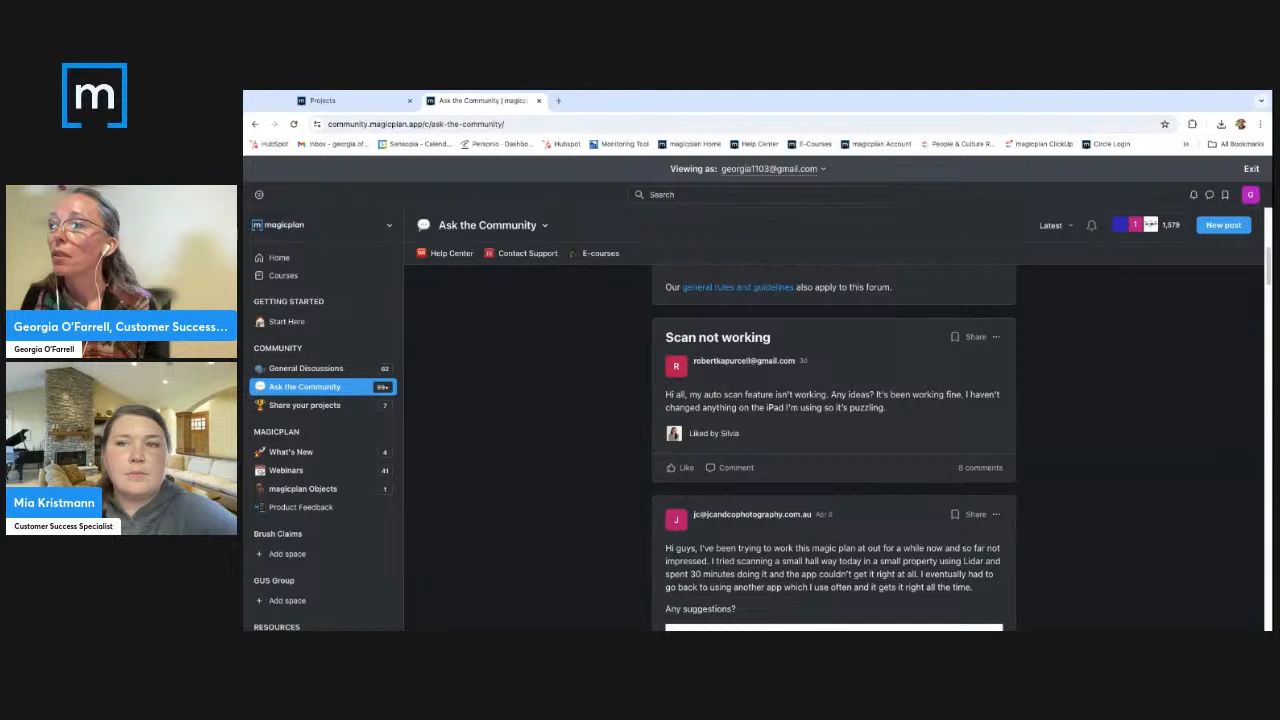 m
Georgia O'Farrell, Customer Success...
Georgia O'Farrell
Mia Kristmann
Customer Success Specialist
Projects
Ask the Community | magicp
community.magicplan.app/c/ask-the-community/
HubSpot
Inbox - georgia.of...
Sensopia - Calend...
Personio - Dashbo...
Hubspot
Monitoring Tool
magicplan Home
Help Center
E-Courses
magicplan Account
People & Culture R...
magicplan ClickUp
Circle Login
All Bookmarks
Viewing as: georgia1103@gmail.com
Exit
Search
G
magicplan
Home
Courses
GETTING STARTED
Start Here
COMMUNITY
General Discussions 62
Ask the Community 99+
Share your projects 7
MAGICPLAN
What's New 4
Webinars 41
magicplan Objects 1
Product Feedback
Brush Claims
+ Add space
GUS Group
+ Add space
RESOURCES
Ask the Community
Latest
1
1,579
New post
Help Center
Contact Support
E-courses
Our general rules and guidelines also apply to this forum.
Scan not working
Share
R
robertkapurcell@gmail.com 3d
Hi all, my auto scan feature isn't working. Any ideas? It's been working fine, I haven't
changed anything on the iPad I'm using so it's puzzling.
Liked by Silvia
Like
Comment
8 comments
J
jc@jcandcophotography.com.au
Share
Hi guys, I've been trying to work this magic plan at out for a while now and so far not
impressed. I tried scanning a small hall way today in a small property using Lidar and
spent 30 minutes doing it and the app couldn't get it right at all. I eventually had to
go back to using another app which I use often and it gets it right all the time.
Any suggestions?